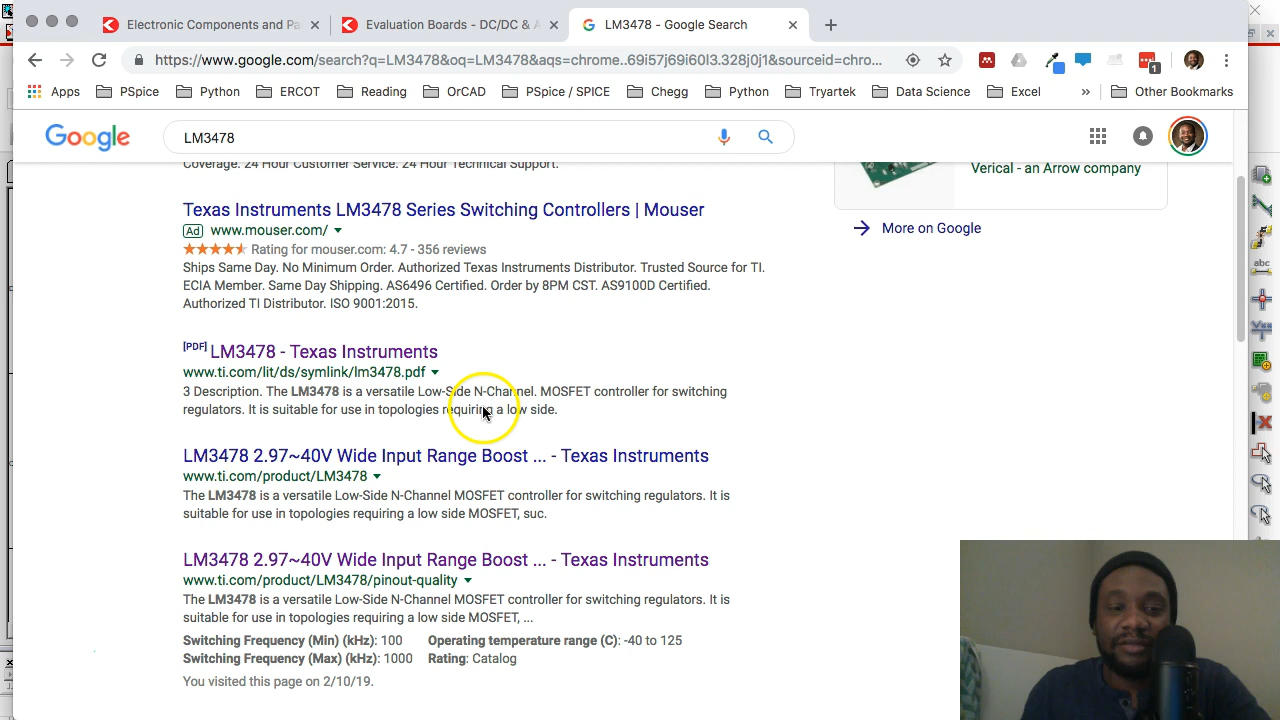 Electronic Components and Pa
Evaluation Boards - DC/DC & A
LM3478 - Google Search
https://www.google.com/search?q=LM3478&oq=LM3478&aqs=chrome..69i57j69i60l3.328j0j1&sourceid=chro...
1
Apps
PSpice
Python
ERCOT
Reading
OrCAD
PSpice / SPICE
Chegg
Python
Tryartek
Data Science
Excel
»
Other Bookmarks
Google
LM3478
Coverage. 24 Hour Customer Service. 24 Hour Technical Support.
Verical - an Arrow company
More on Google
Texas Instruments LM3478 Series Switching Controllers | Mouser
Ad www.mouser.com/
Rating for mouser.com: 4.7 - 356 reviews
Ships Same Day. No Minimum Order. Authorized Texas Instruments Distributor. Trusted Source for TI.
ECIA Member. Same Day Shipping. AS6496 Certified. Order by 8PM CST. AS9100D Certified.
Authorized TI Distributor. ISO 9001:2015.
[PDF] LM3478 - Texas Instruments
www.ti.com/lit/ds/symlink/lm3478.pdf
3 Description. The LM3478 is a versatile Low-Side N-Channel. MOSFET controller for switching
regulators. It is suitable for use in topologies requiring a low side.
LM3478 2.97~40V Wide Input Range Boost ... - Texas Instruments
www.ti.com/product/LM3478
The LM3478 is a versatile Low-Side N-Channel MOSFET controller for switching regulators. It is
suitable for use in topologies requiring a low side MOSFET, suc.
LM3478 2.97~40V Wide Input Range Boost ... - Texas Instruments
www.ti.com/product/LM3478/pinout-quality
The LM3478 is a versatile Low-Side N-Channel MOSFET controller for switching regulators. It is
suitable for use in topologies requiring a low side MOSFET, ...
Switching Frequency (Min) (kHz): 100 Operating temperature range (C): -40 to 125
Switching Frequency (Max) (kHz): 1000 Rating: Catalog
You visited this page on 2/10/19.
abc